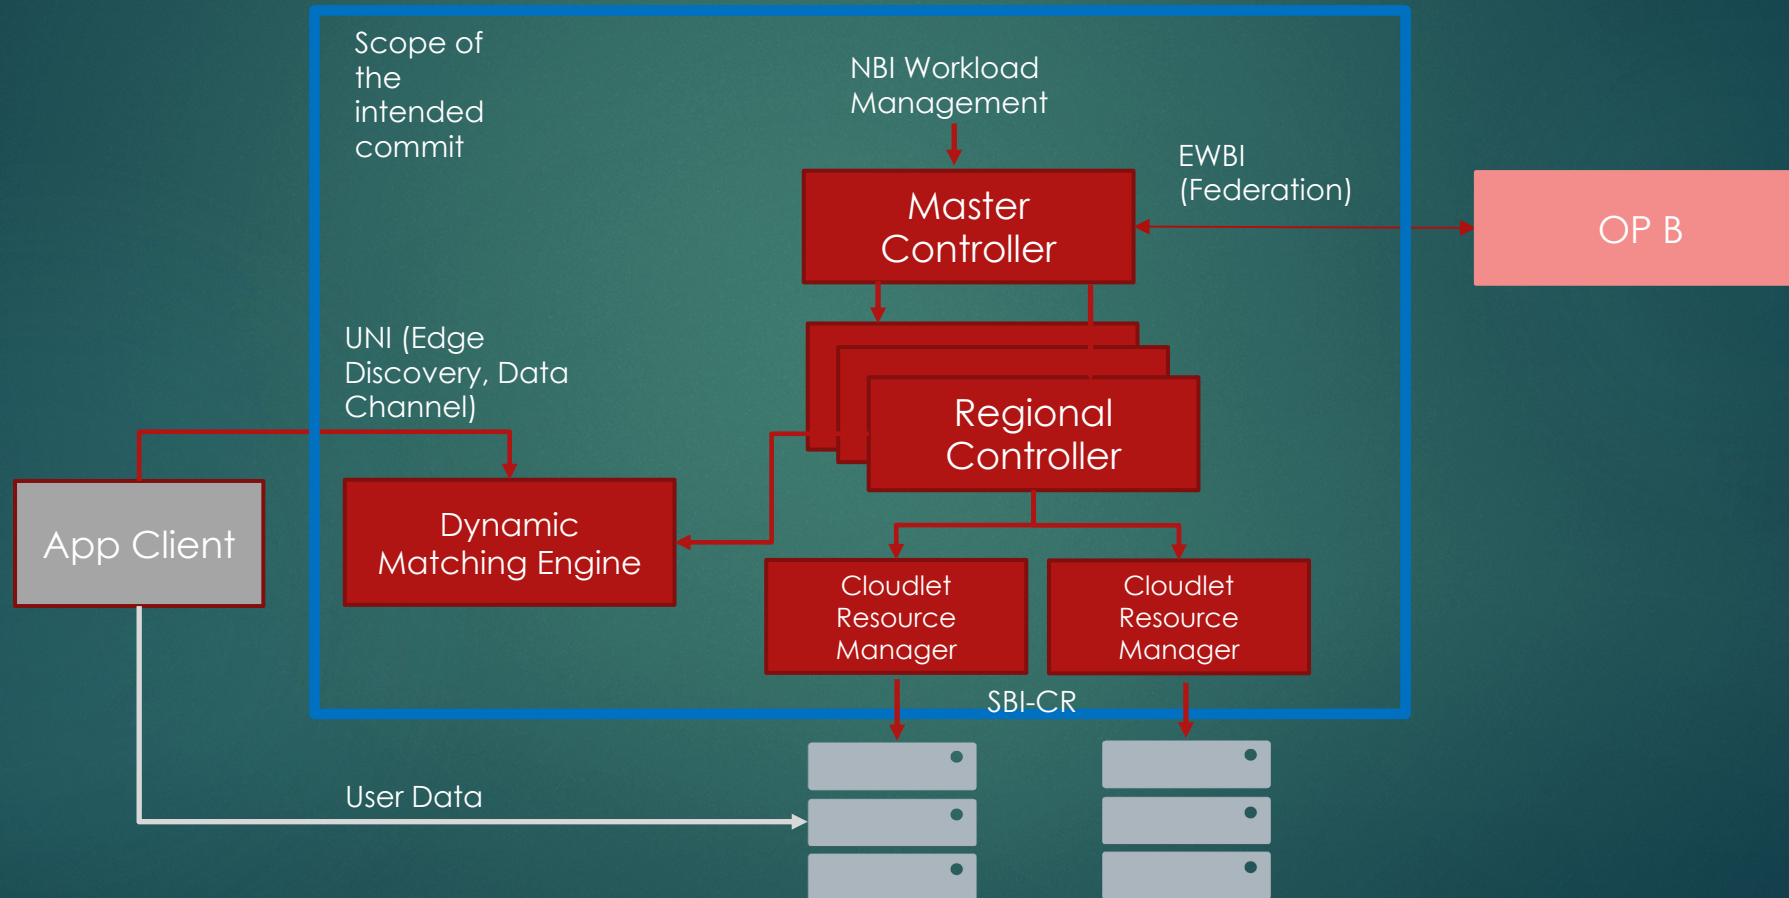 Scope of
the
intended
commit
NBI Workload
Management
EWBI
(Federation)
Master
Controller
OP B
UNI (Edge
Discovery, Data
Channel)
Regional
Controller
App Client
Dynamic
Matching Engine
Cloudlet
Resource
Manager
Cloudlet
Resource
Manager
SBI-CR
User Data